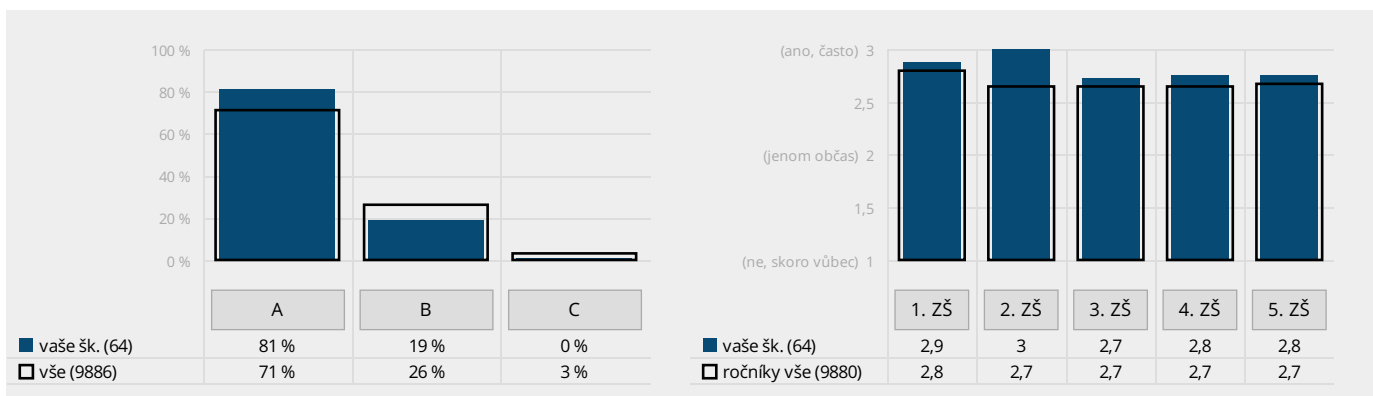 100 %
80 %
60 %
40 %
20 %
0 %
A B C
vaše šk. (64) 81 % 19 % 0 %
vše (9886) 71 % 26 % 3 %
(ano, často) 3
2,5
(jenom občas) 2
1,5
(ne, skoro vůbec) 1
1. ZŠ 2. ZŠ 3. ZŠ 4. ZŠ 5. ZŠ
vaše šk. (64) 2,9 3 2,7 2,8 2,8
ročníky vše (9880) 2,8 2,7 2,7 2,7 2,7